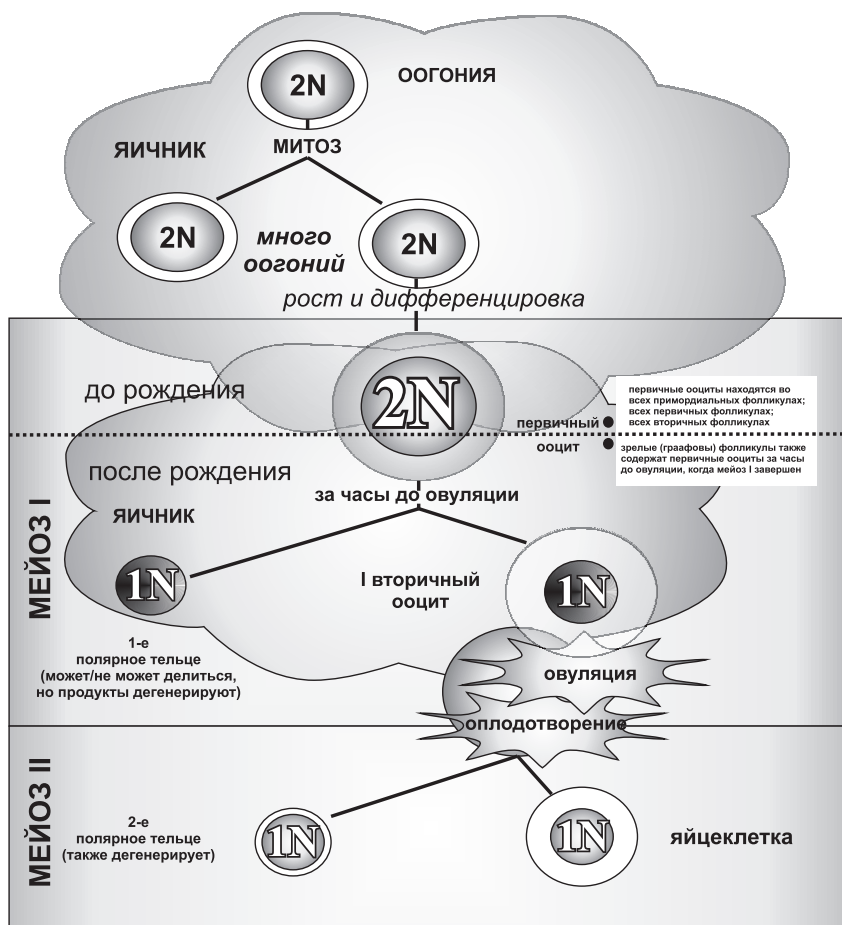 2N
ООГОНИЯ
ЯИЧНИК
МИТОЗ
2N
2N
много
оогоний
рост и дифференцировка
до рождения
2N
первичные ооциты находятся во
всех примордиальных фолликулах;
всех первичных фолликулах;
всех вторичных фолликулах
первичный
ооцит
зрелые (граафовы) фолликулы также
содержат первичные ооциты за часы
до овуляции, когда мейоз I завершен
после рождения
за часы до овуляции
ЯИЧНИК
МЕЙОЗ I
1N
I вторичный
ооцит
1N
1-е
полярное тельце
(может/не может делиться,
но продукты дегенерируют)
овуляция
оплодотворение
МЕЙОЗ II
2-е
полярное тельце
(также дегенерирует)
1N
1N
яйцеклетка